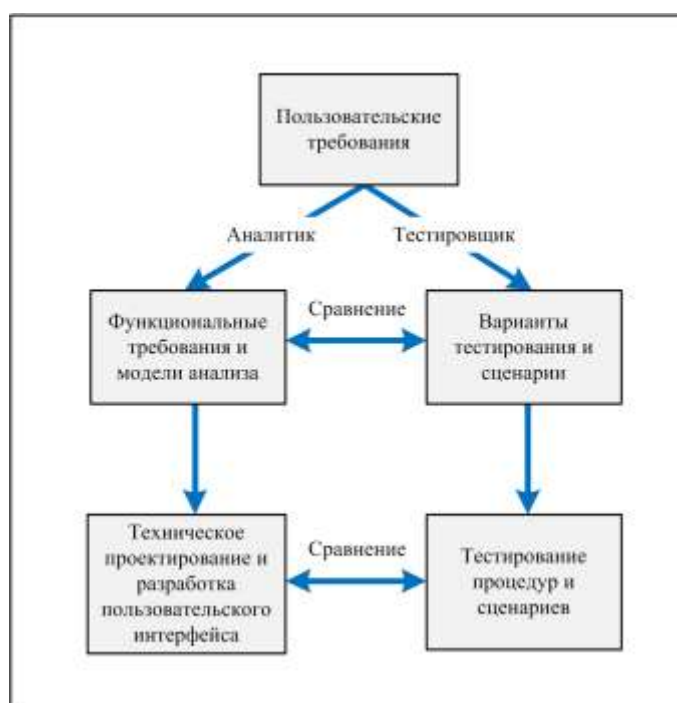 Пользовательские
требования
Аналитик
Тестировщик
Функциональные
требования и
модели анализа
Сравнение
Варианты
тестирования и
сценарии
Техническое
проектирование и
разработка
пользовательского
интерфейса
Сравнение
Тестирование
процедур и
сценариев